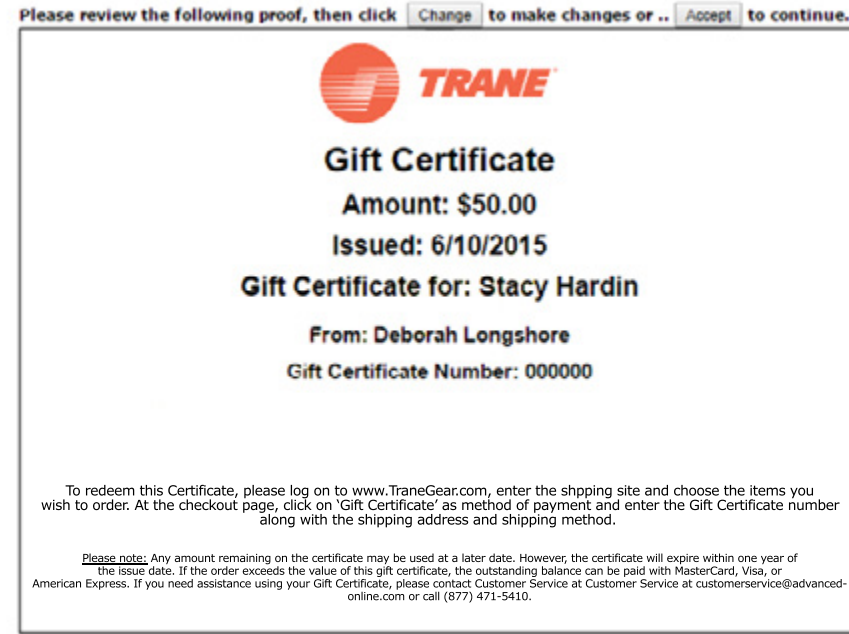 Please review the following proof, then click Change to make changes or .. Accept to continue.
TRANE
Gift Certificate
Amount: $50.00
Issued: 6/10/2015
Gift Certificate for: Stacy Hardin
From: Deborah Longshore
Gift Certificate Number: 000000
To redeem this Certificate, please log on to www.TraneGear.com, enter the shpping site and choose the items you
wish to order. At the checkout page, click on ‘Gift Certificate’ as method of payment and enter the Gift Certificate number
along with the shipping address and shipping method.
Please note: Any amount remaining on the certificate may be used at a later date. However, the certificate will expire within one year of
the issue date. If the order exceeds the value of this gift certificate, the outstanding balance can be paid with MasterCard, Visa, or
American Express. If you need assistance using your Gift Certificate, please contact Customer Service at Customer Service at customerservice@advanced-
online.com or call (877) 471-5410.